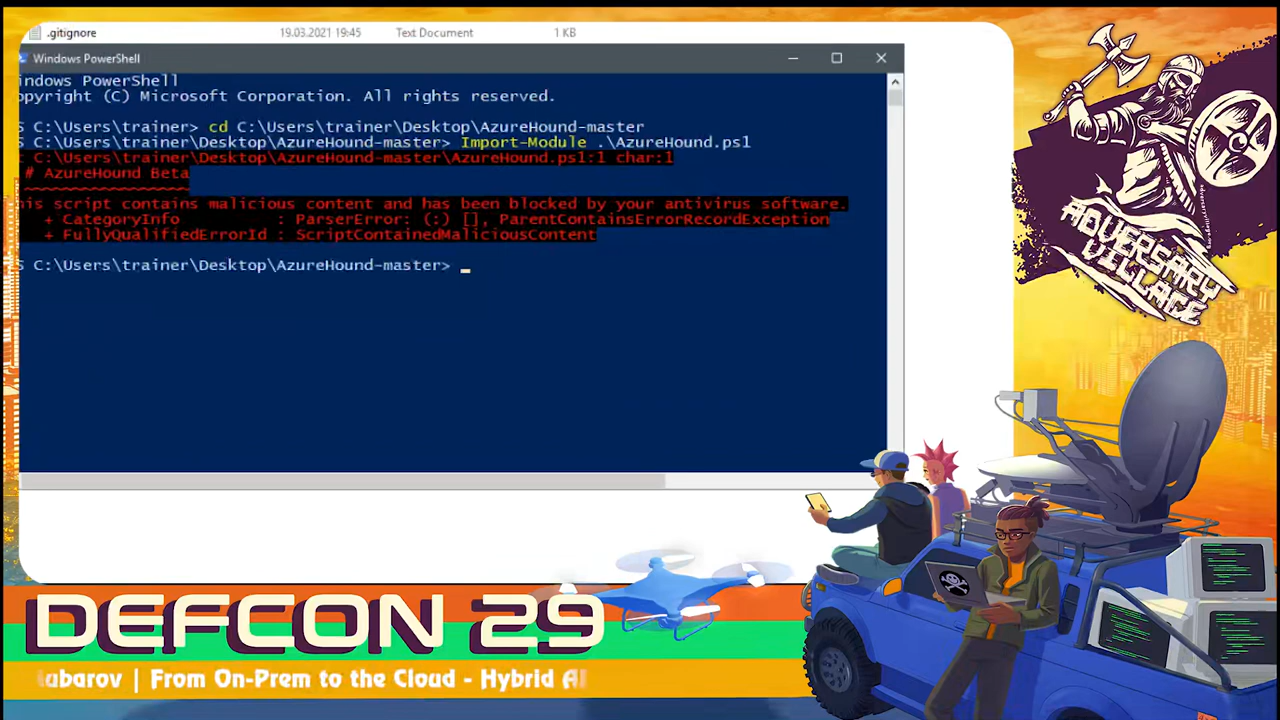 .gitignore 19.03.2021 19:45 Text Document 1 KB
Windows PowerShell
indows PowerShell
opyright (C) Microsoft Corporation. All rights reserved.
S C:\Users\trainer> cd C:\Users\trainer\Desktop\AzureHound-master
S C:\Users\trainer\Desktop\AzureHound-master> Import-Module .\AzureHound.ps1
t C:\Users\trainer\Desktop\AzureHound-master\AzureHound.ps1:1 char:1
# AzureHound Beta
~~~~~~~~~~~~~~~~~
his script contains malicious content and has been blocked by your antivirus software.
+ CategoryInfo : ParserError: (:) [], ParentContainsErrorRecordException
+ FullyQualifiedErrorId : ScriptContainedMaliciousContent
S C:\Users\trainer\Desktop\AzureHound-master>
ADVERSARY
VILLAGE
DEFCON 29
ubarov | From On-Prem to the Cloud - Hybrid A